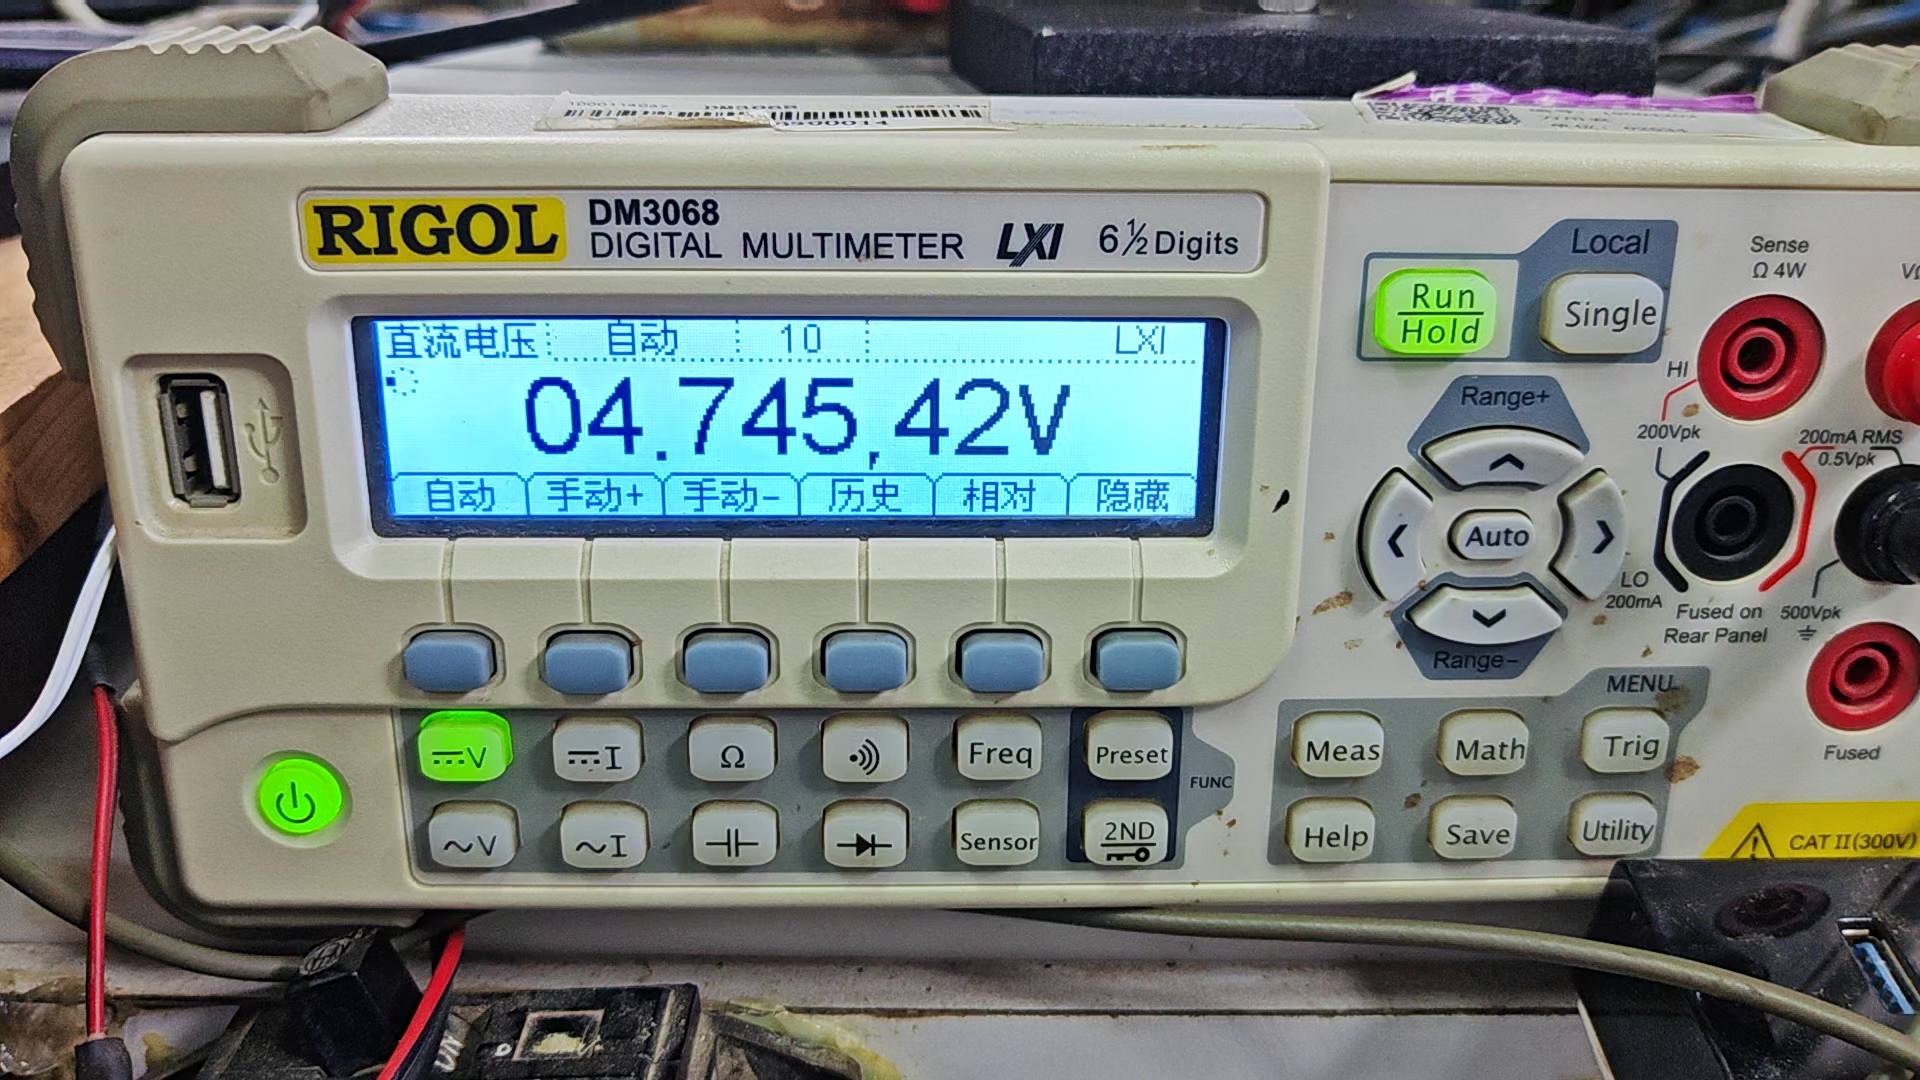 DM3068
RIGOL
DM3068
DIGITAL MULTIMETER
LXI
6½Digits
直流电压
自动
10
LXI
04.745,42V
自动
手动+
手动-
历史
相对
隐藏
Local
Run
Hold
Single
Sense
Ω 4W
HI
200Vpk
Range+
Auto
Range-
200mA RMS
0.5Vpk
LO
200mA
Fused on
Rear Panel
500Vpk
Fused
⎓V
⎓I
Ω
Freq
Preset
FUNC
~V
~I
Sensor
2ND
MENU
Meas
Math
Trig
Help
Save
Utility
CAT II(300V)